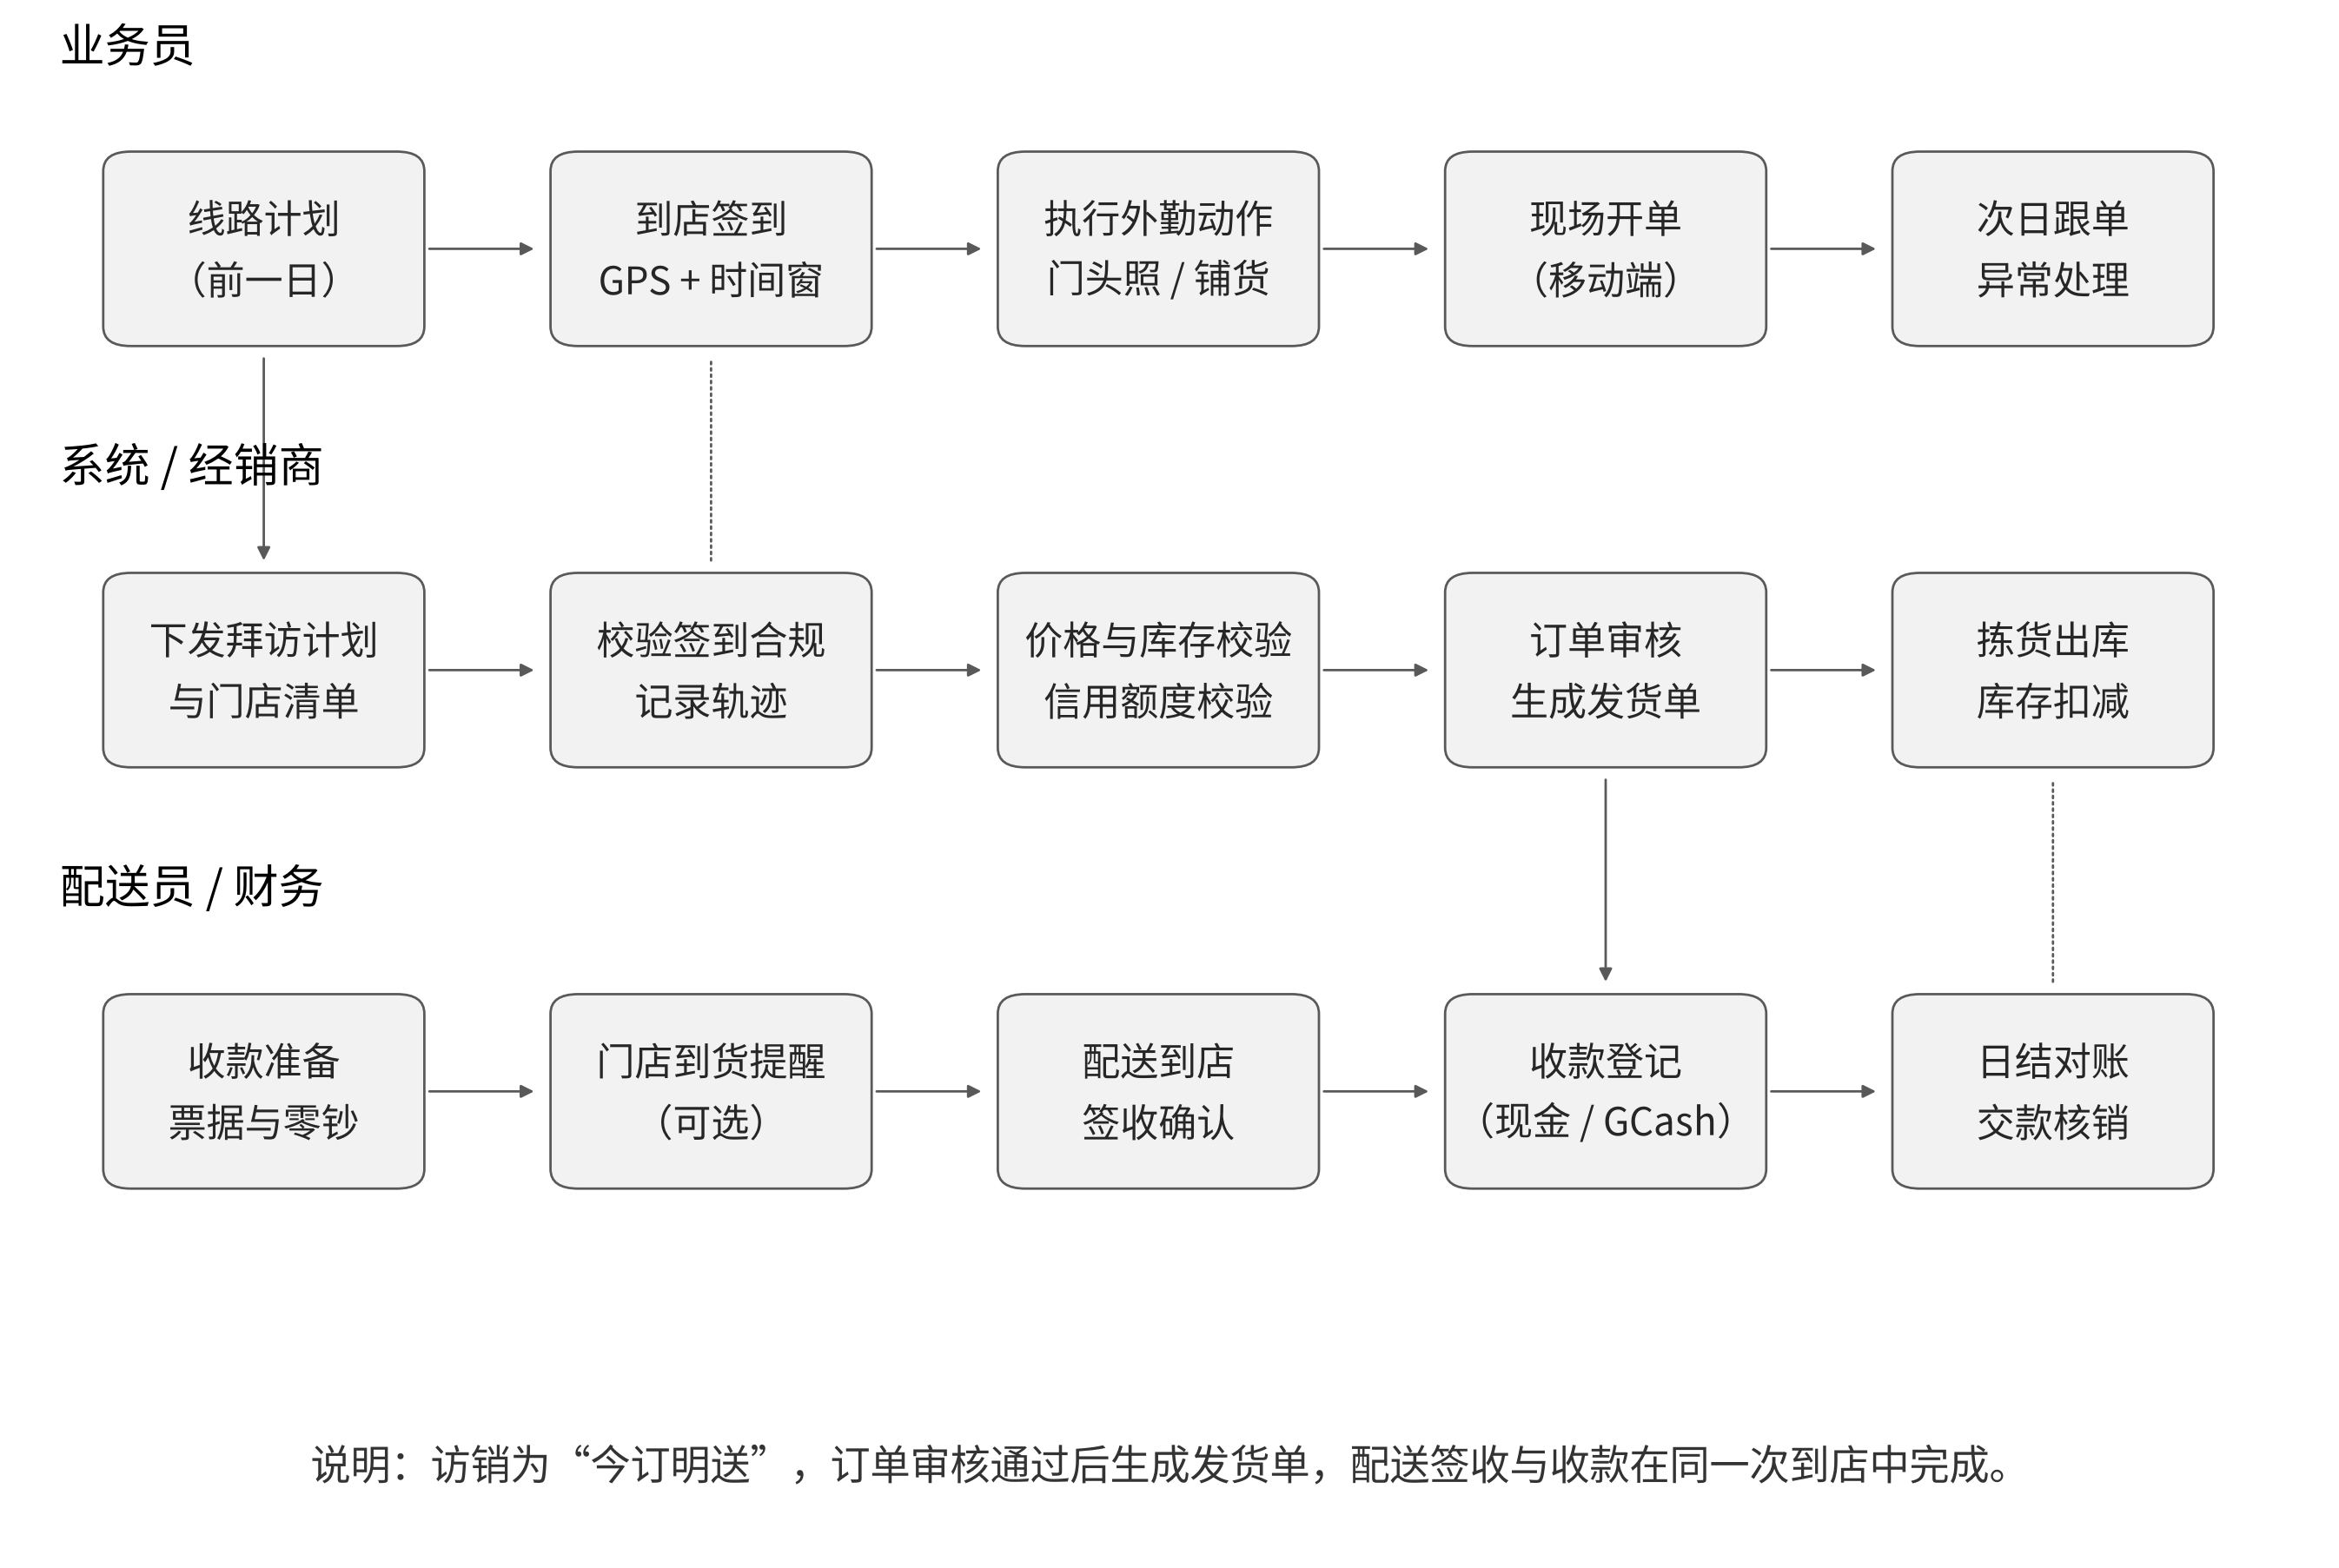 业务员
线路计划
（前一日）
到店签到
GPS + 时间窗
执行外勤动作
门头照 / 铺货
现场开单
（移动端）
次日跟单
异常处理
系统 / 经销商
下发拜访计划
与门店清单
校验签到合规
记录轨迹
价格与库存校验
信用额度校验
订单审核
生成发货单
拣货出库
库存扣减
配送员 / 财务
收款准备
票据与零钞
门店到货提醒
（可选）
配送到店
签收确认
收款登记
（现金 / GCash）
日结对账
交款核销
说明：访销为“今订明送”，订单审核通过后生成发货单，配送签收与收款在同一次到店中完成。